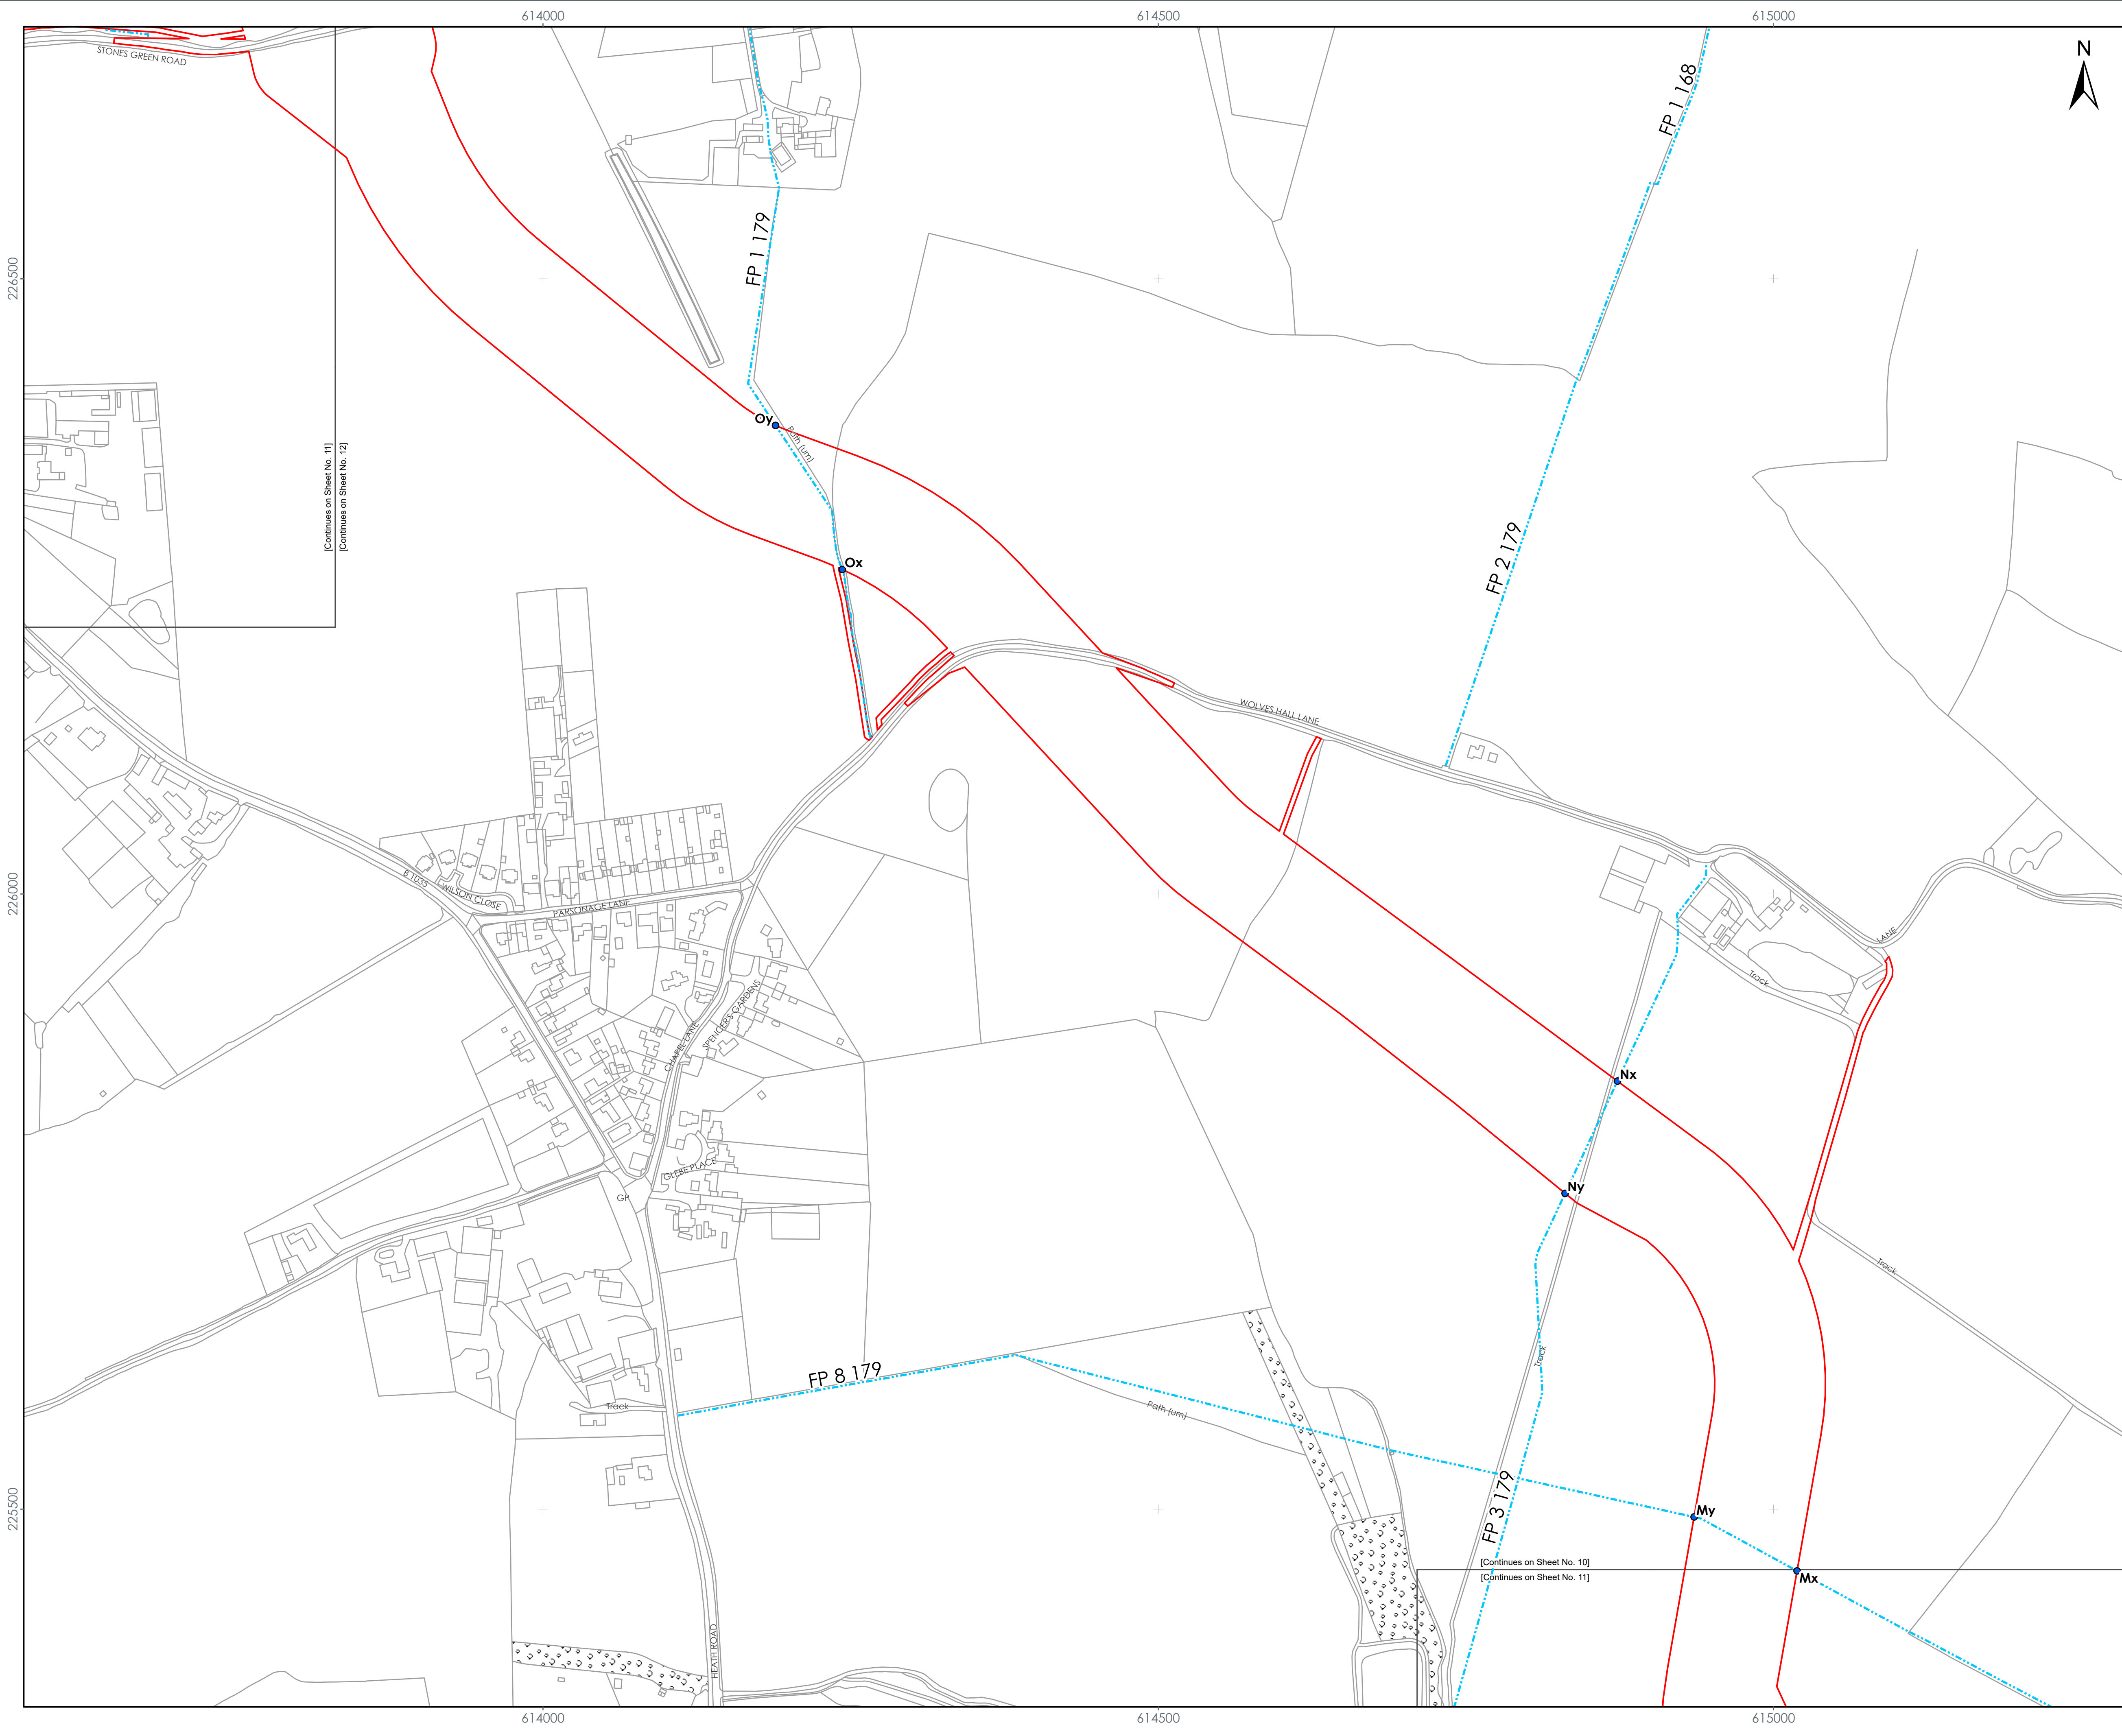 614000
614500
615000
N
STONES GREEN ROAD
FP 1 168
FP 1 179
226500
Oy
Path (um)
[Continues on Sheet No. 11]
[Continues on Sheet No. 12]
Ox
FP 2 179
WOLVES HALL LANE
226000
B 1035
WILSON CLOSE
PARSONAGE LANE
LANE
Track
CHAPEL LANE
SPENCER'S GARDENS
Nx
GLEBE PLACE
GP
Ny
Track
Track
FP 8 179
Track
Path (um)
225500
FP 3 179
My
[Continues on Sheet No. 10]
[Continues on Sheet No. 11]
Mx
HEATH ROAD
614000
614500
615000